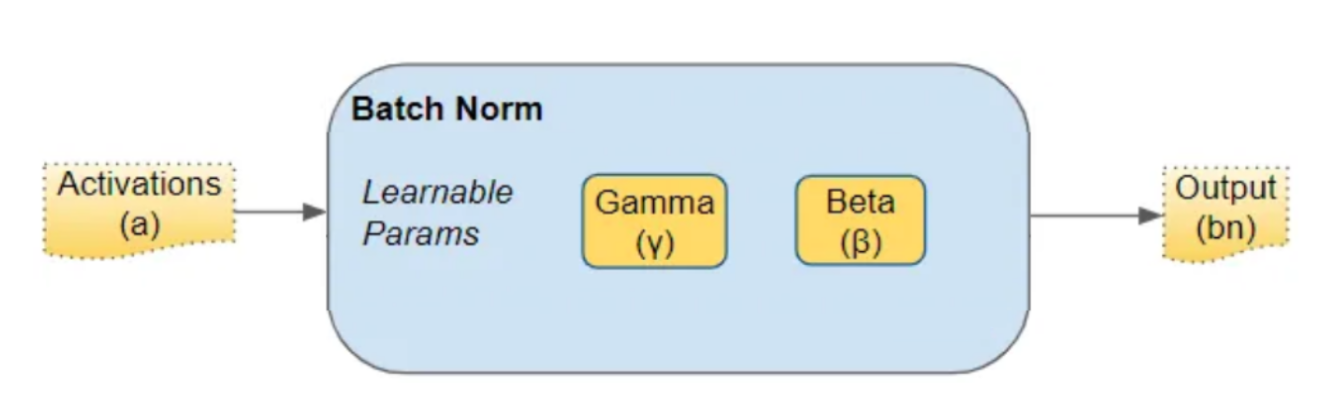 Batch Norm
Activations
(a)
Learnable
Params
Gamma
(γ)
Beta
(β)
Output
(bn)